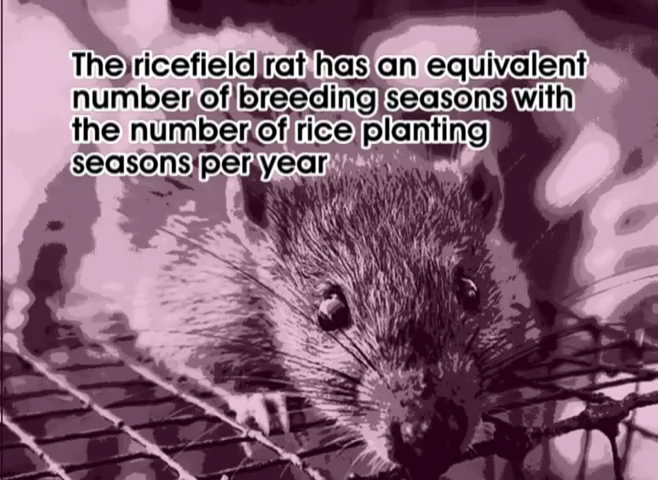 The ricefield rat has an equivalent
number of breeding seasons with
the number of rice planting
seasons per year